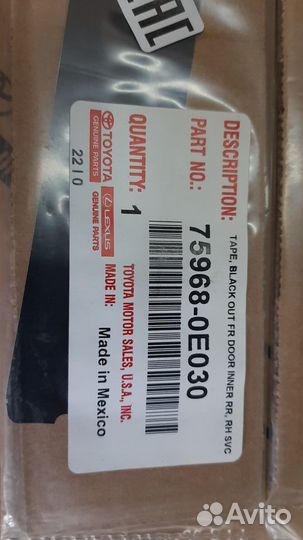 EAC
DESCRIPTION:
TAPE, BLACK OUT FR DOOR INNER RR, RH SVC
PART NO.:
75968-0E030
QUANTITY: 1
TOYOTA MOTOR SALES, U.S.A., INC.
TOYOTA
GENUINE PARTS
LEXUS
GENUINE PARTS
MADE IN: Made in Mexico
2210
Avito